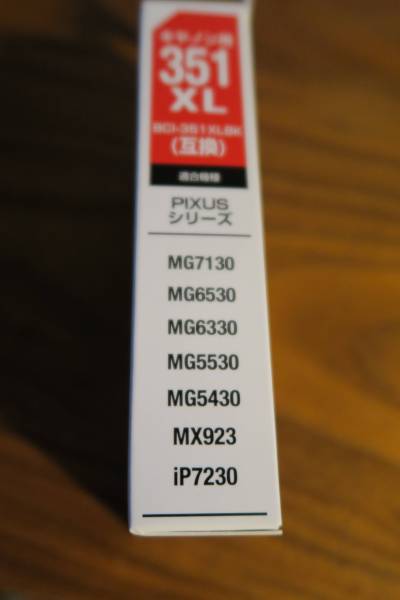 キヤノン用
351
XL
BCI-351XLBK
(互換)
適合機種
PIXUS
シリーズ
MG7130
MG6530
MG6330
MG5530
MG5430
MX923
iP7230